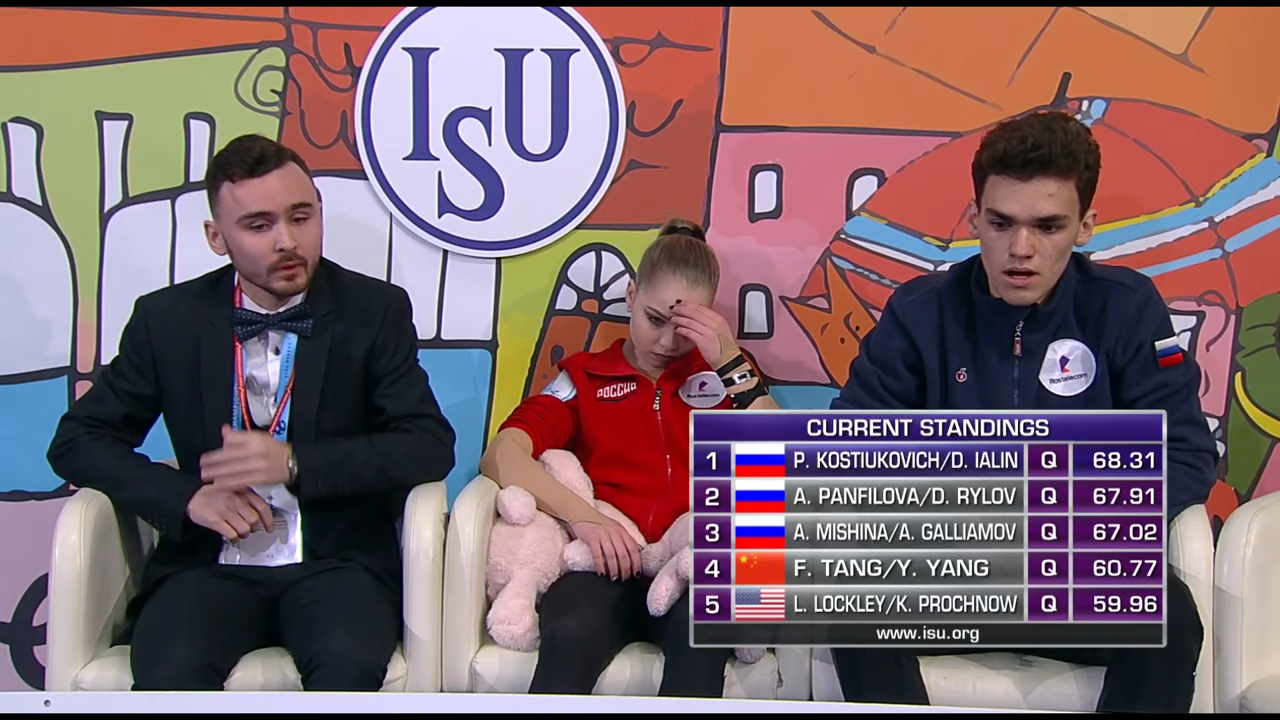 ISU
РОССИЯ
Rostelecom
Rostelecom
CURRENT STANDINGS
1 P. KOSTIUKOVICH/D. IALIN Q 68.31
2 A. PANFILOVA/D. RYLOV Q 67.91
3 A. MISHINA/A. GALLIAMOV Q 67.02
4 F. TANG/Y. YANG Q 60.77
5 L. LOCKLEY/K. PROCHNOW Q 59.96
www.isu.org